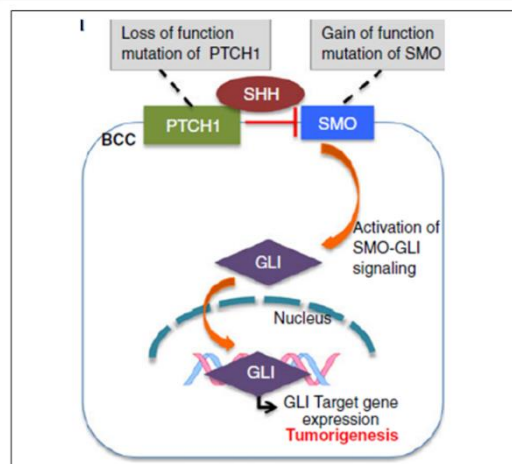 Loss of function
mutation of PTCH1
Gain of function
mutation of SMO
SHH
PTCH1
SMO
BCC
Activation of
SMO-GLI
signaling
GLI
Nucleus
GLI
GLI Target gene
expression
Tumorigenesis